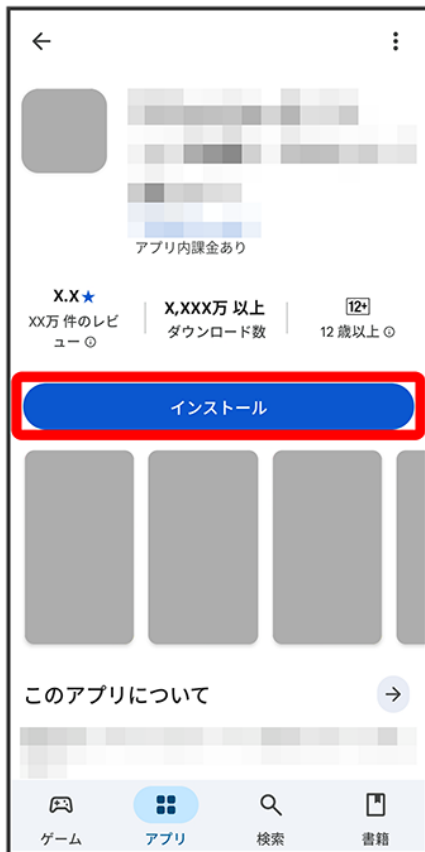 アプリ内課金あり
X.X★
XX万 件のレビ
ュー
X,XXX万 以上
ダウンロード数
12+
12 歳以上
インストール
このアプリについて
ゲーム
アプリ
検索
書籍